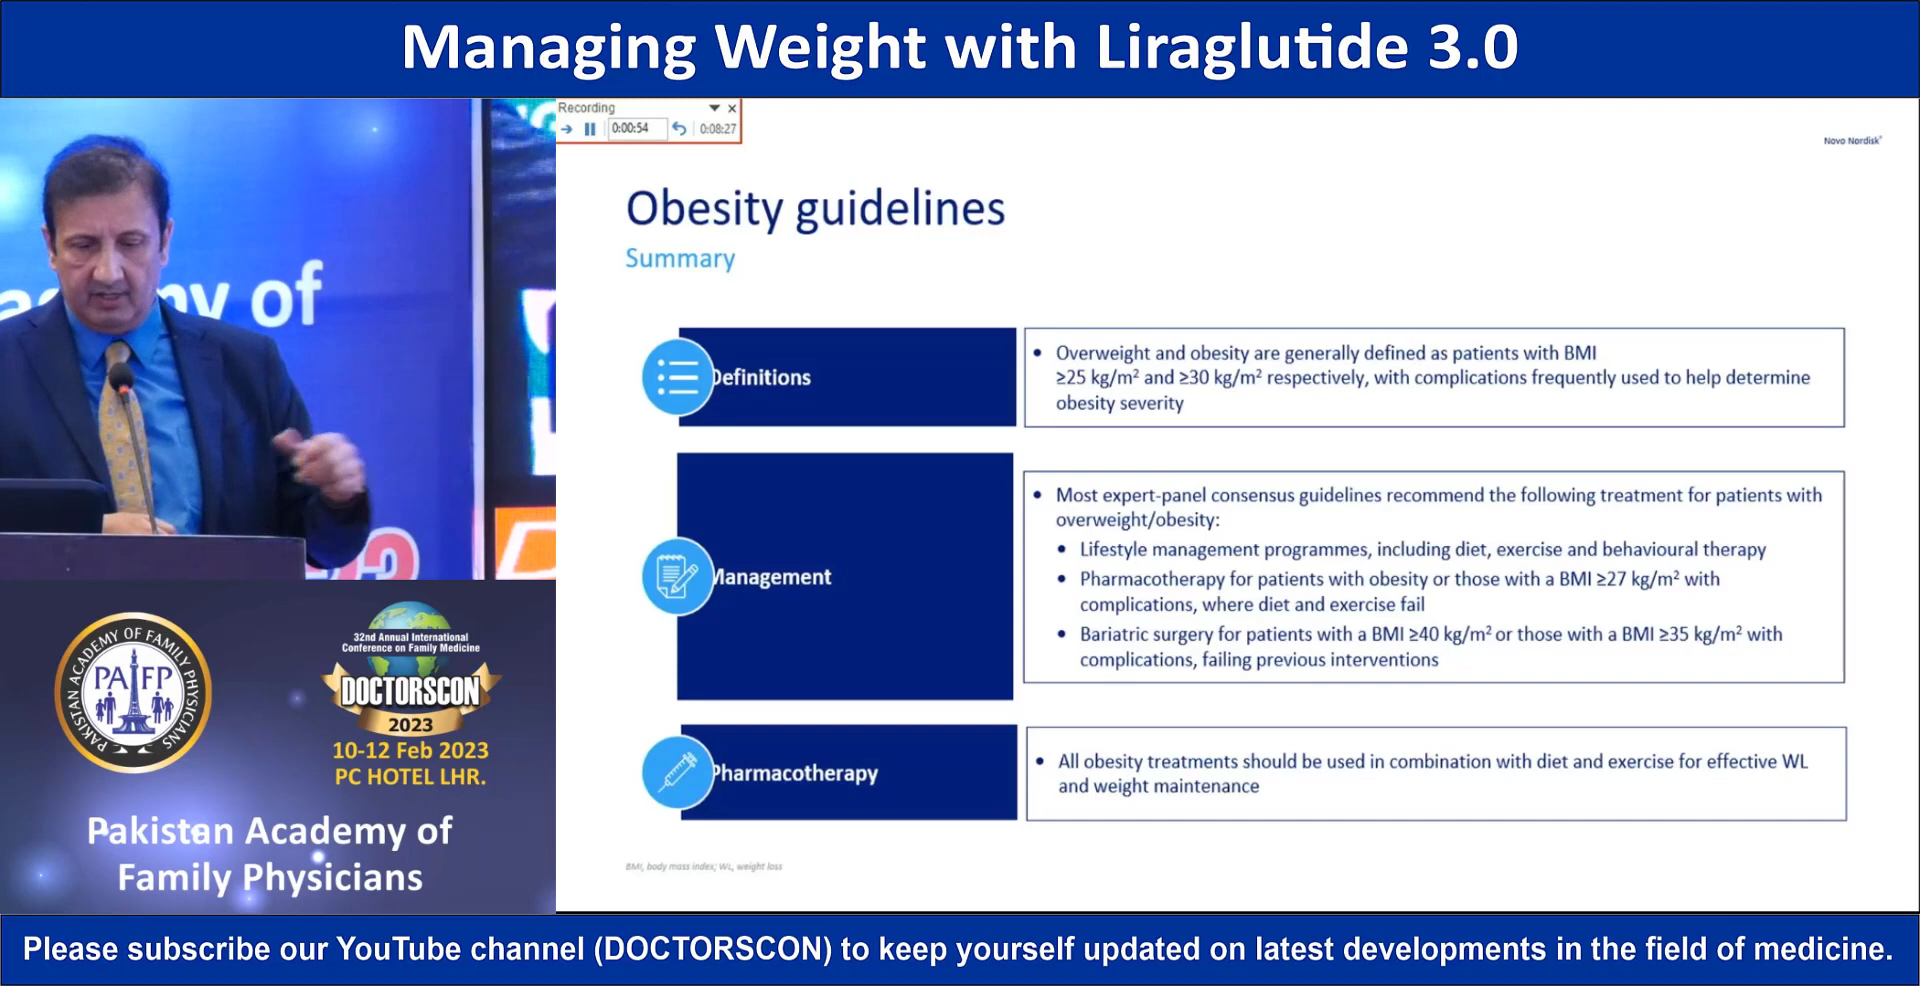 Managing Weight with Liraglutide 3.0
Recording
0:00:54
0:08:27
Novo Nordisk®
Obesity guidelines
Summary
Definitions
• Overweight and obesity are generally defined as patients with BMI
≥25 kg/m² and ≥30 kg/m² respectively, with complications frequently used to help determine
obesity severity
Management
• Most expert-panel consensus guidelines recommend the following treatment for patients with
overweight/obesity:
• Lifestyle management programmes, including diet, exercise and behavioural therapy
• Pharmacotherapy for patients with obesity or those with a BMI ≥27 kg/m² with
complications, where diet and exercise fail
• Bariatric surgery for patients with a BMI ≥40 kg/m² or those with a BMI ≥35 kg/m² with
complications, failing previous interventions
Pharmacotherapy
• All obesity treatments should be used in combination with diet and exercise for effective WL
and weight maintenance
BMI, body mass index; WL, weight loss
my of
23
PAKISTAN ACADEMY OF FAMILY PHYSICIANS
PAFP
32nd Annual International
Conference on Family Medicine
DOCTORSCON
2023
10-12 Feb 2023
PC HOTEL LHR.
Pakistan Academy of
Family Physicians
Please subscribe our YouTube channel (DOCTORSCON) to keep yourself updated on latest developments in the field of medicine.